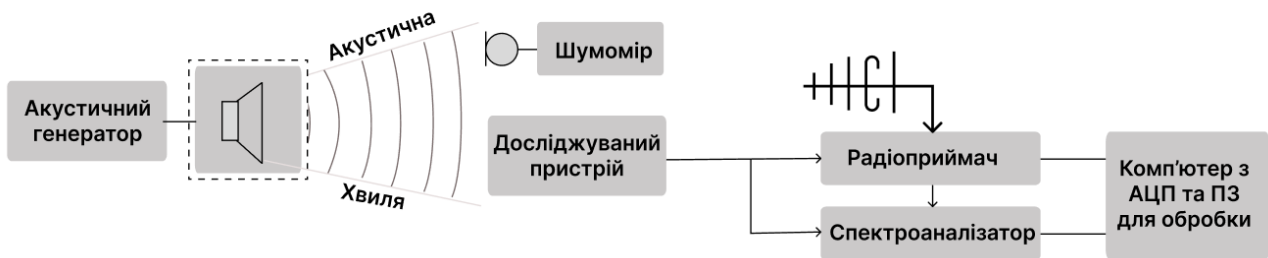 Акустична
Шумомір
Акустичний
генератор
Досліджуваний
пристрій
Хвиля
Радіоприймач
Спектроаналізатор
Комп'ютер з
АЦП та ПЗ
для обробки